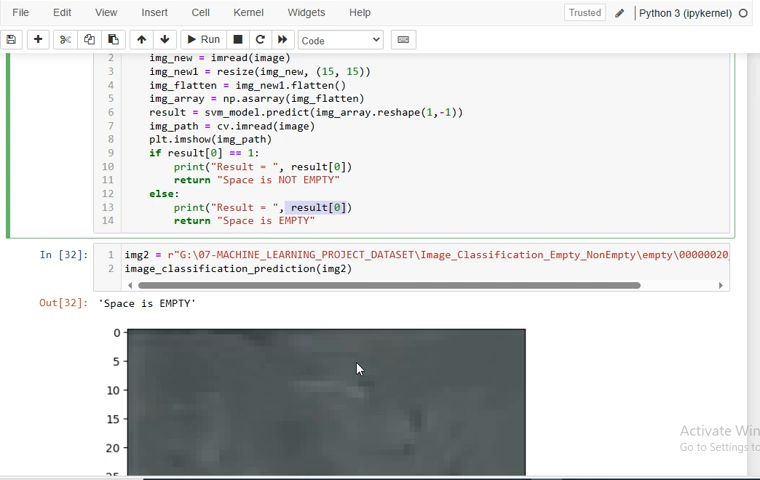 File Edit View Insert Cell Kernel Widgets Help Trusted Python 3 (ipykernel)
Run Code
2 img_new = imread(image)
3 img_new1 = resize(img_new, (15, 15))
4 img_flatten = img_new1.flatten()
5 img_array = np.asarray(img_flatten)
6 result = svm_model.predict(img_array.reshape(1,-1))
7 img_path = cv.imread(image)
8 plt.imshow(img_path)
9 if result[0] == 1:
10 print("Result = ", result[0])
11 return "Space is NOT EMPTY"
12 else:
13 print("Result = ", result[0])
14 return "Space is EMPTY"
In [32]: 1 img2 = r"G:\07-MACHINE_LEARNING_PROJECT_DATASET\Image_Classification_Empty_NonEmpty\empty\00000020_
2 image_classification_prediction(img2)
Out[32]: 'Space is EMPTY'
0
5
10
15
20
25
Activate Win
Go to Settings to